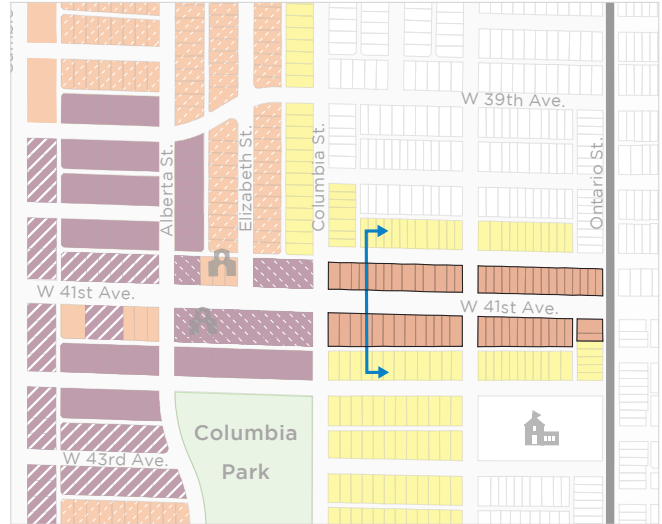 W 39th Ave.
Alberta St.
Elizabeth St.
Columbia St.
Ontario St.
W 41st Ave.
W 41st Ave.
Columbia
Park
W 43rd Ave.